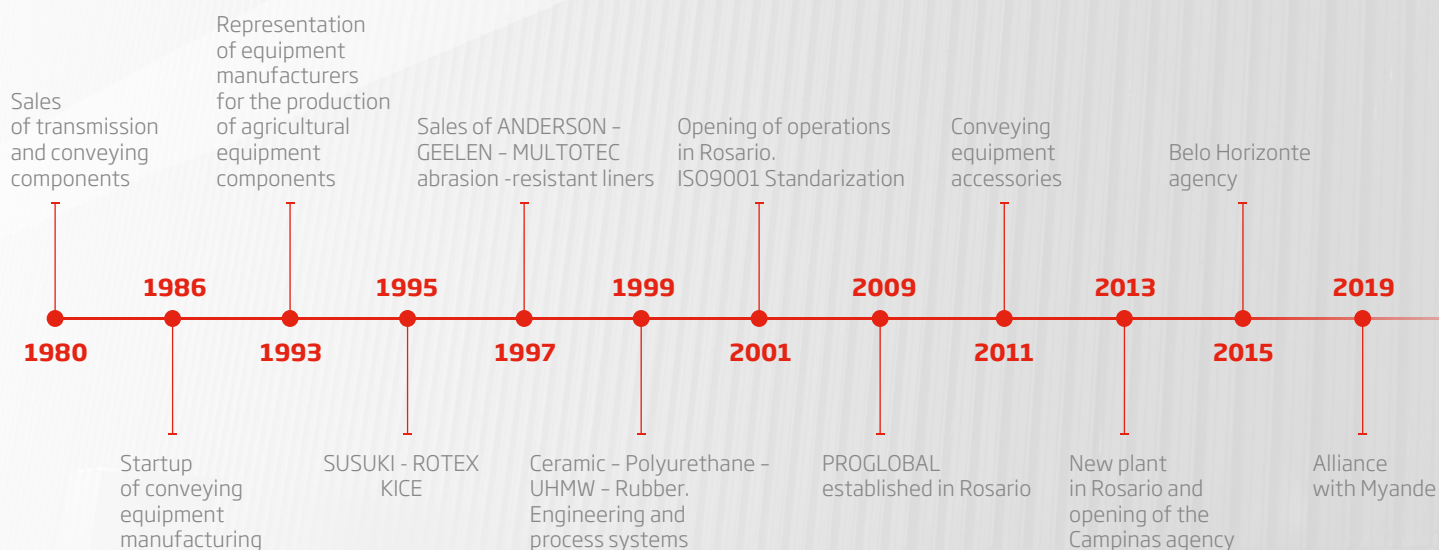 Sales
of transmission
and conveying
components
1980
1986
Startup
of conveying
equipment
manufacturing
Representation
of equipment
manufacturers
for the production
of agricultural
equipment
components
1993
1995
SUSUKI - ROTEX
KICE
Sales of ANDERSON –
GEELEN – MULTOTEC
abrasion -resistant liners
1997
1999
Ceramic – Polyurethane –
UHMW – Rubber.
Engineering and
process systems
Opening of operations
in Rosario.
ISO9001 Standarization
2001
2009
PROGLOBAL
established in Rosario
Conveying
equipment
accessories
2011
2013
New plant
in Rosario and
opening of the
Campinas agency
Belo Horizonte
agency
2015
2019
Alliance
with Myande